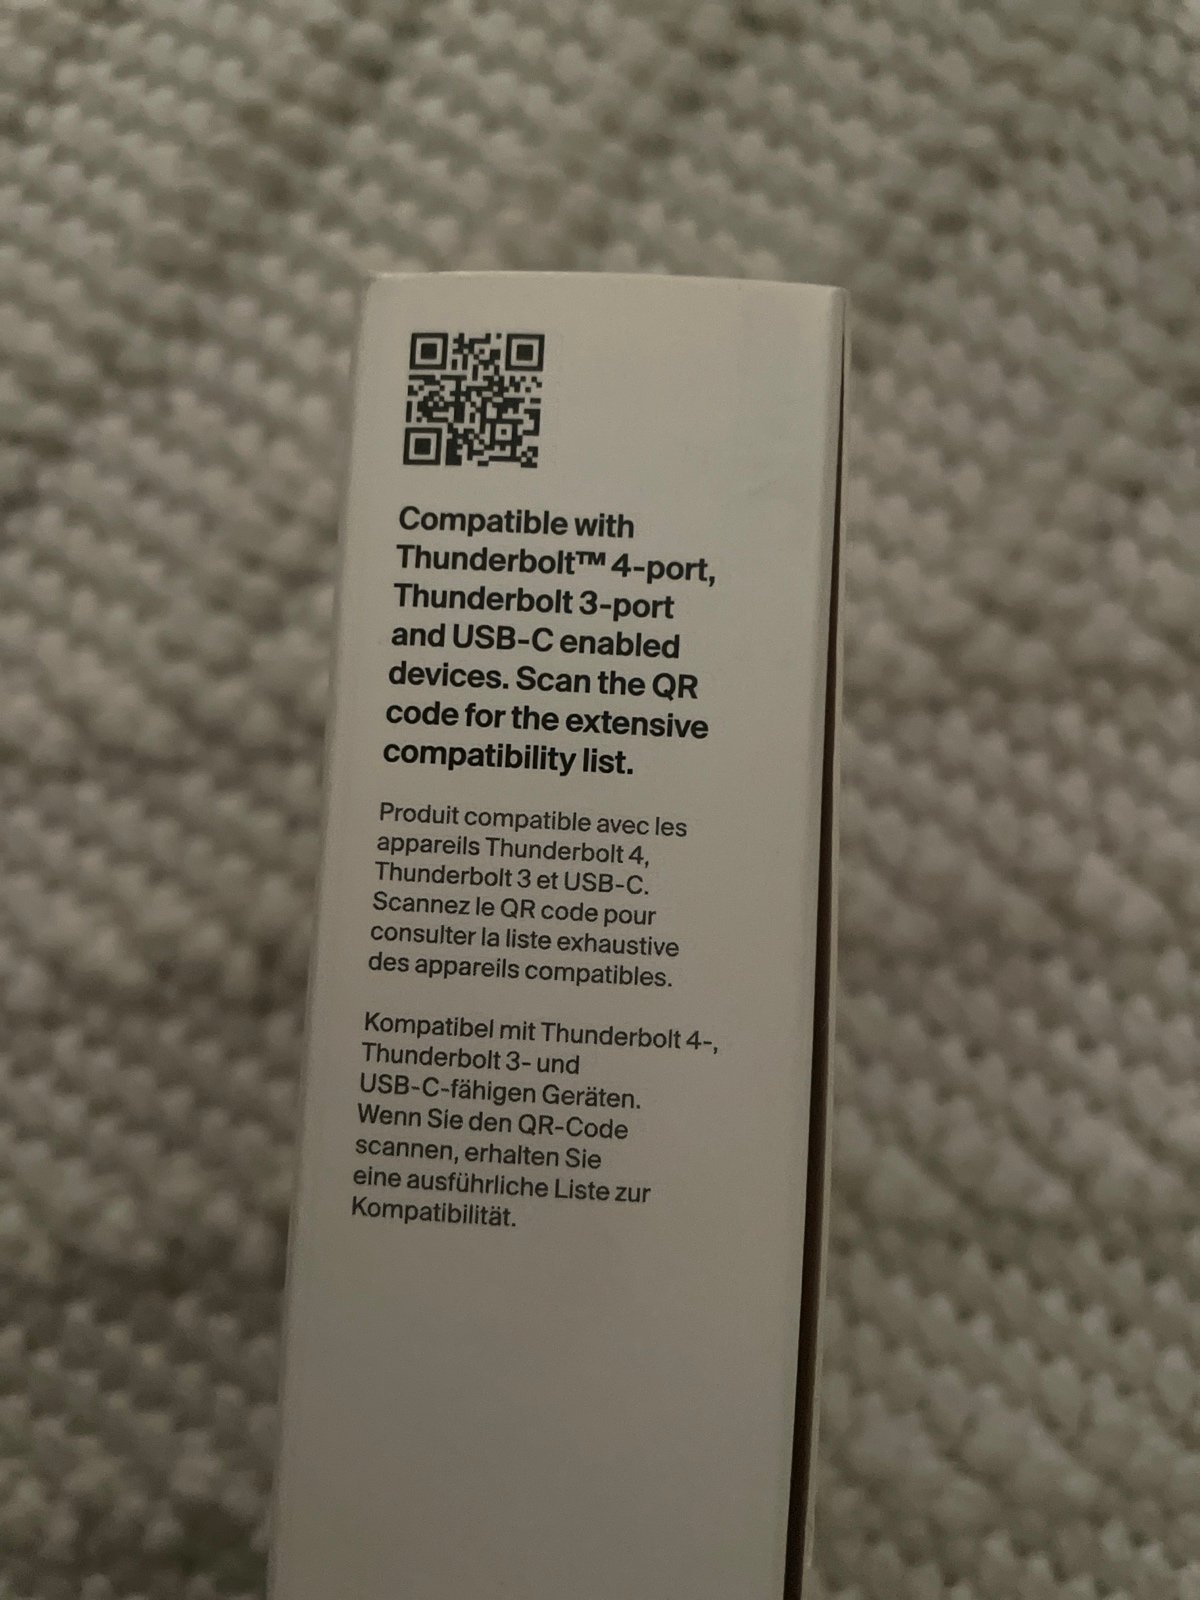 Compatible with
Thunderbolt™ 4-port,
Thunderbolt 3-port
and USB-C enabled
devices. Scan the QR
code for the extensive
compatibility list.
Produit compatible avec les
appareils Thunderbolt 4,
Thunderbolt 3 et USB-C.
Scannez le QR code pour
consulter la liste exhaustive
des appareils compatibles.
Kompatibel mit Thunderbolt 4-,
Thunderbolt 3- und
USB-C-fähigen Geräten.
Wenn Sie den QR-Code
scannen, erhalten Sie
eine ausführliche Liste zur
Kompatibilität.